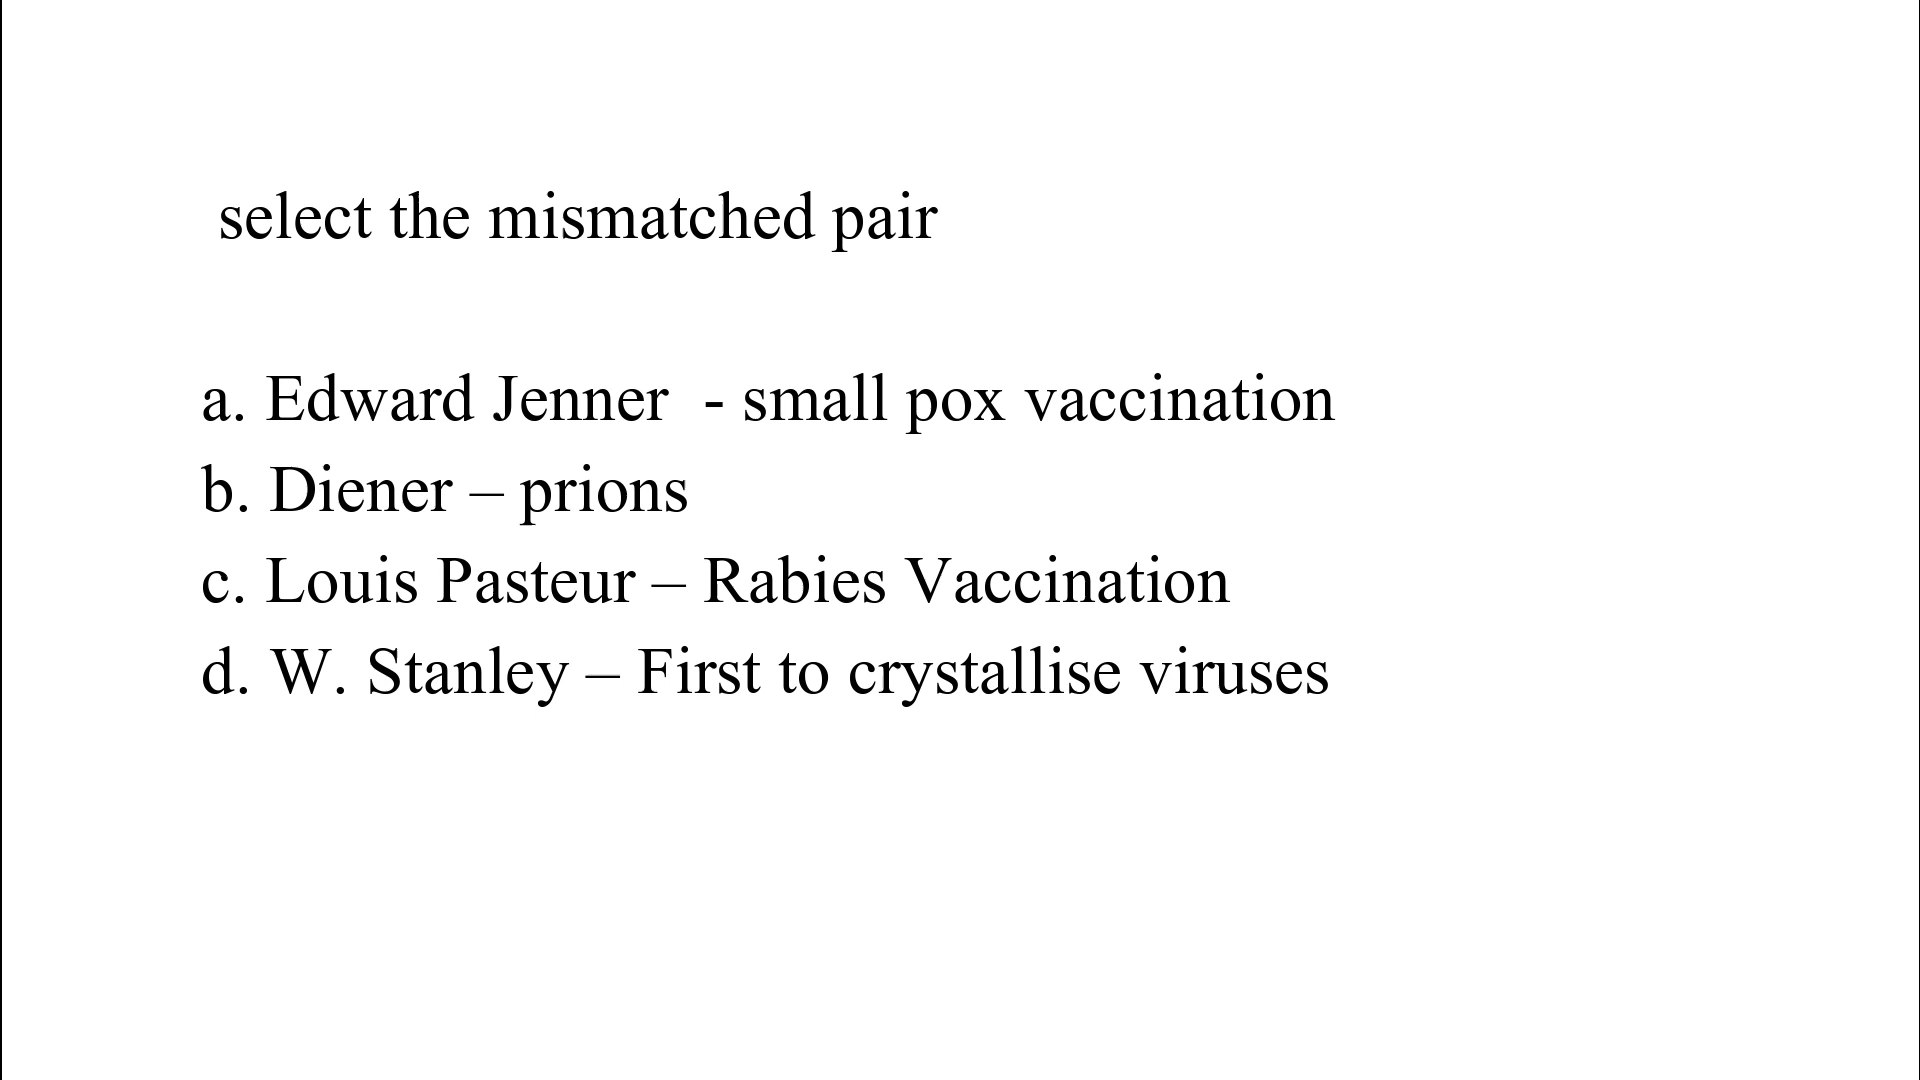 select the mismatched pair
a. Edward Jenner  - small pox vaccination
b. Diener – prions
c. Louis Pasteur – Rabies Vaccination
d. W. Stanley – First to crystallise viruses